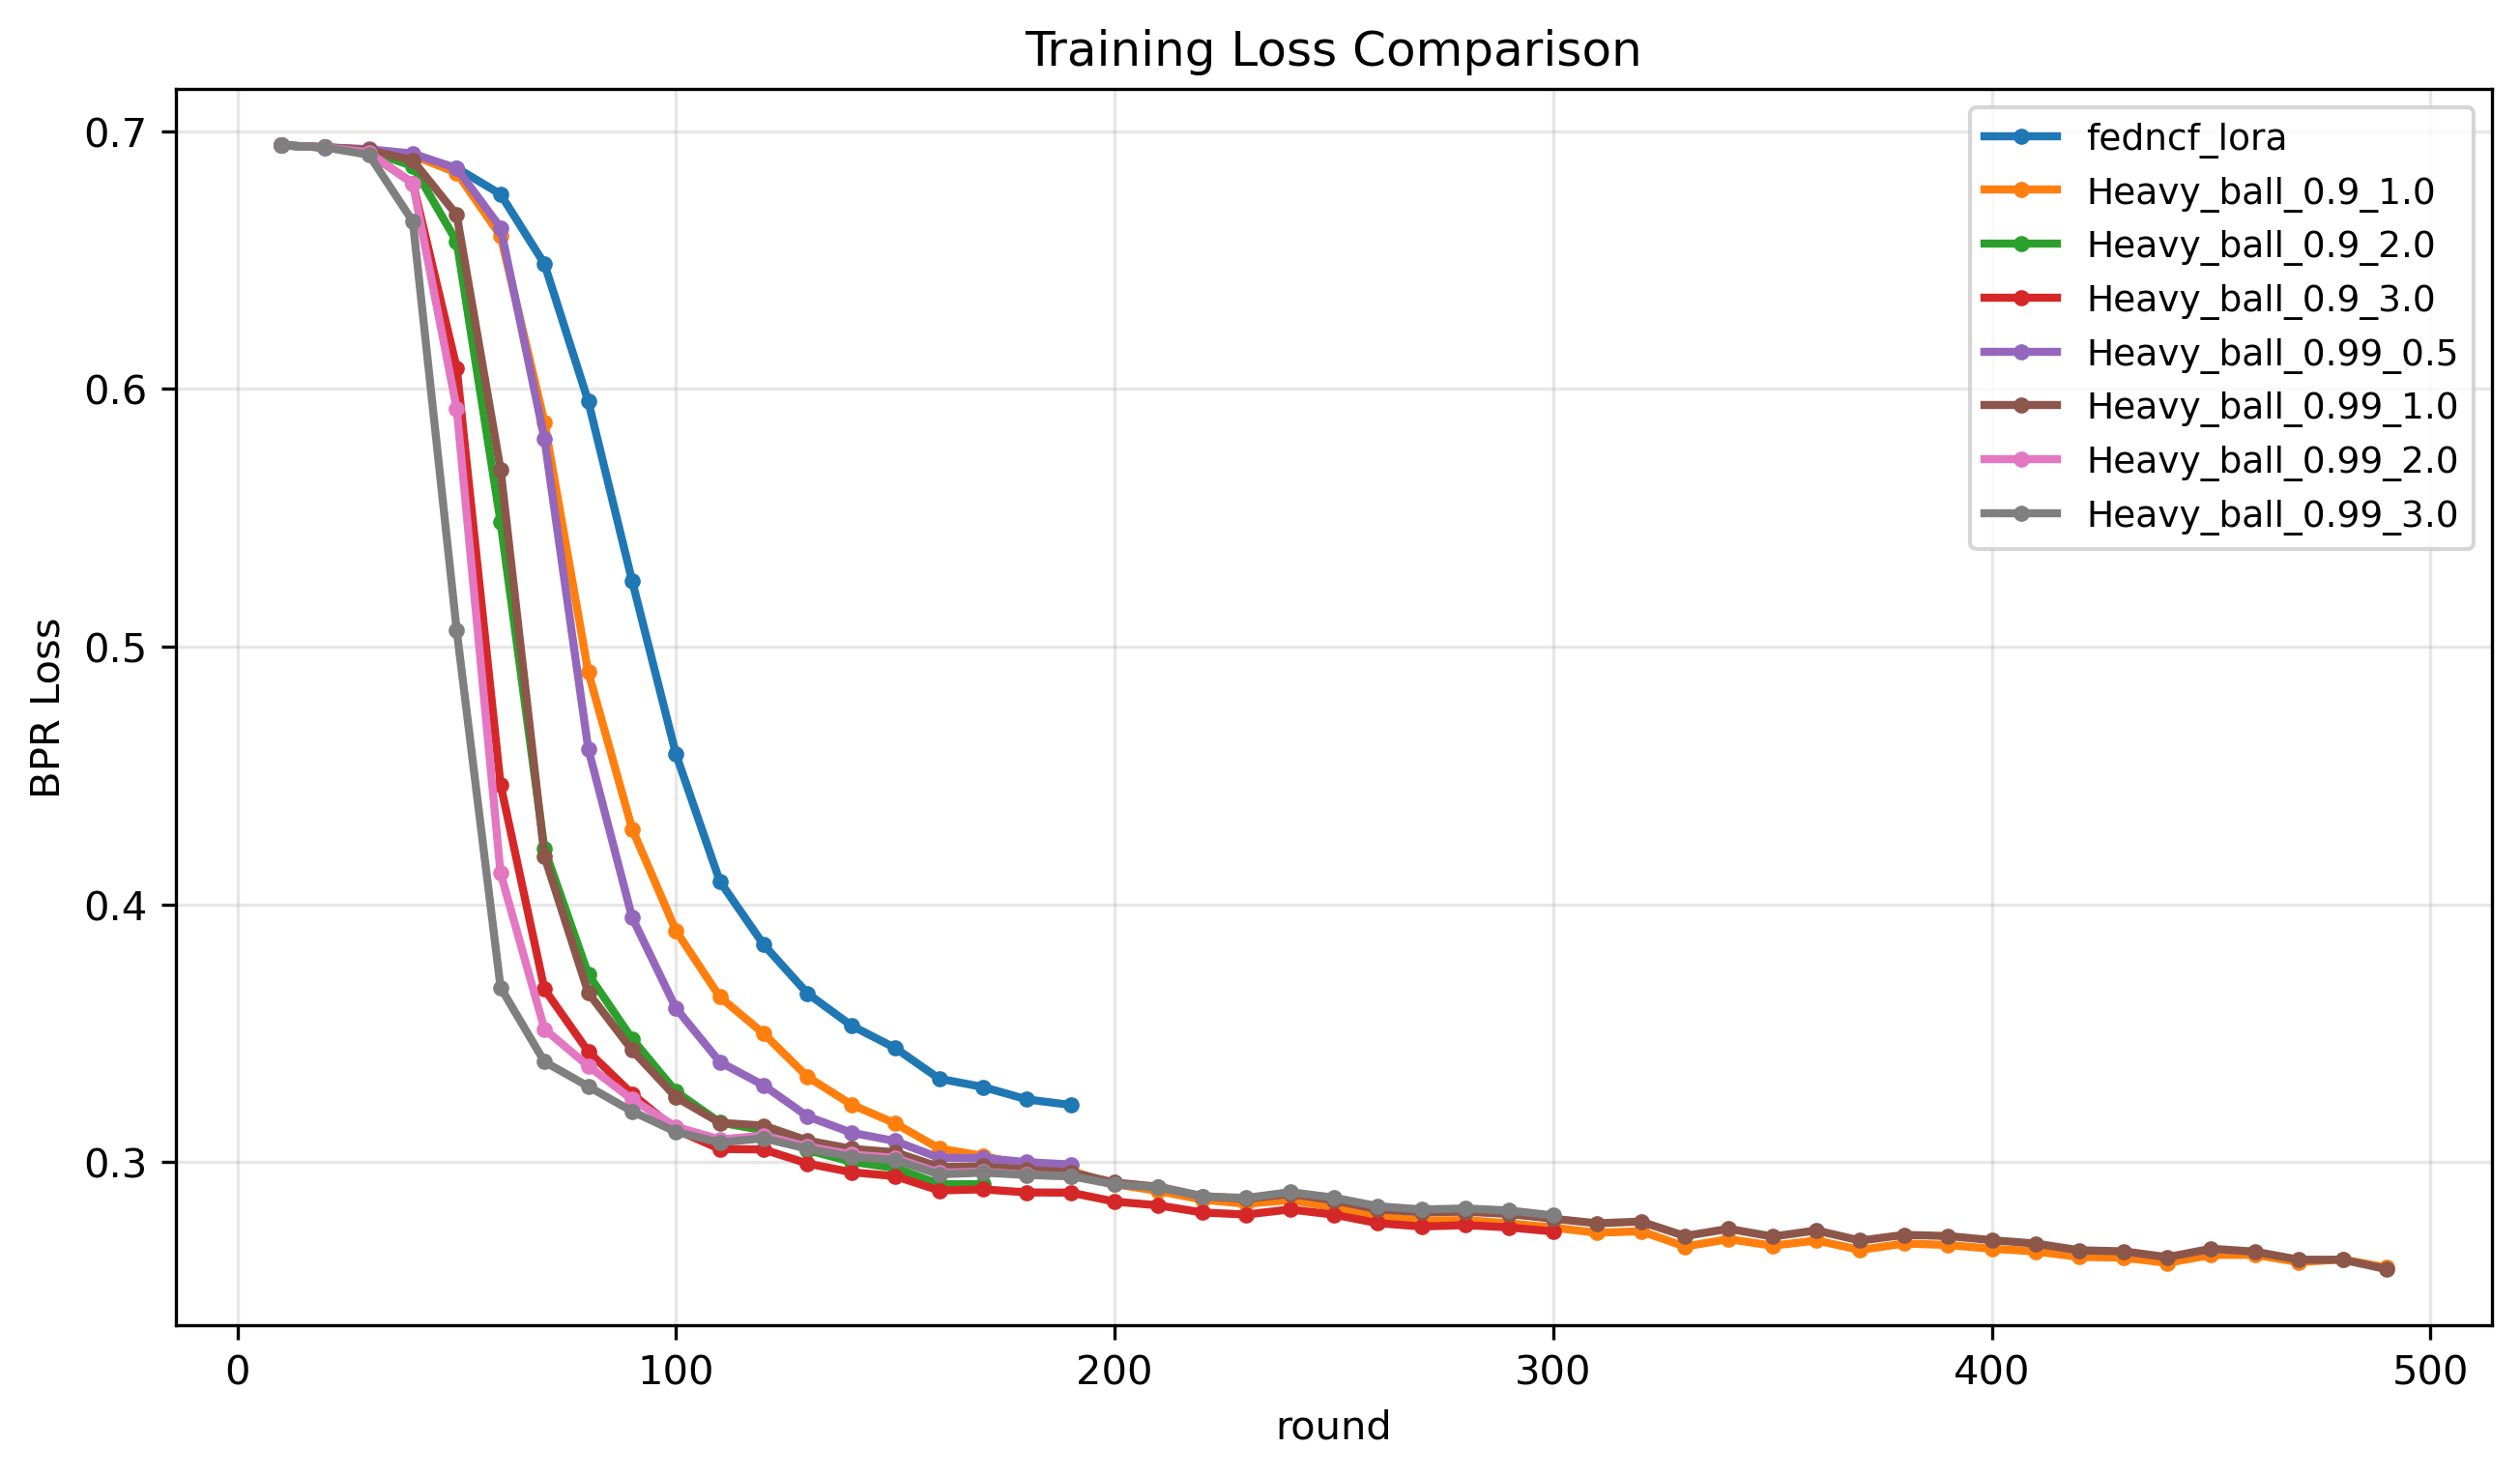 Training Loss Comparison
0.7
0.6
0.5
0.4
0.3
BPR Loss
0
100
200
300
400
500
round
fedncf_lora
Heavy_ball_0.9_1.0
Heavy_ball_0.9_2.0
Heavy_ball_0.9_3.0
Heavy_ball_0.99_0.5
Heavy_ball_0.99_1.0
Heavy_ball_0.99_2.0
Heavy_ball_0.99_3.0